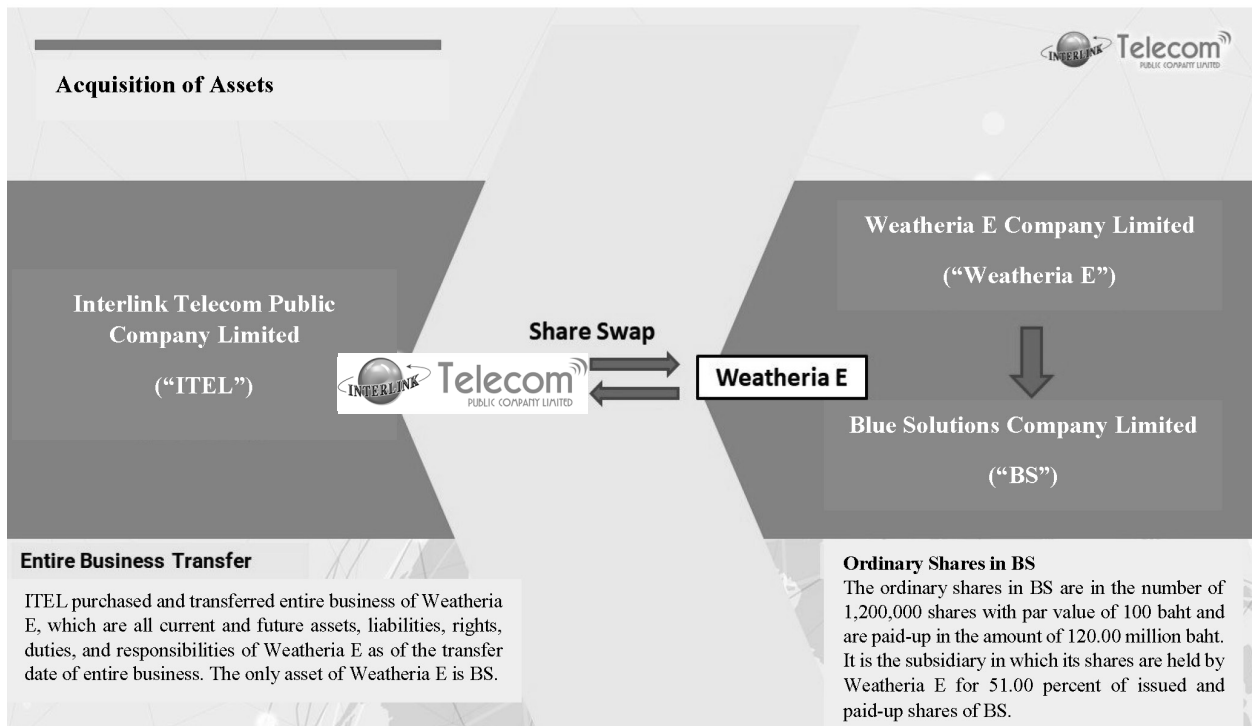 Acquisition of Assets
INTERLINK Telecom
PUBLIC COMPANY LIMITED
Interlink Telecom Public
Company Limited
(“ITEL”)
Share Swap
INTERLINK Telecom
PUBLIC COMPANY LIMITED
Weatheria E
Weatheria E Company Limited
(“Weatheria E”)
Blue Solutions Company Limited
(“BS”)
Entire Business Transfer
ITEL purchased and transferred entire business of Weatheria
E, which are all current and future assets, liabilities, rights,
duties, and responsibilities of Weatheria E as of the transfer
date of entire business. The only asset of Weatheria E is BS.
Ordinary Shares in BS
The ordinary shares in BS are in the number of
1,200,000 shares with par value of 100 baht and
are paid-up in the amount of 120.00 million baht.
It is the subsidiary in which its shares are held by
Weatheria E for 51.00 percent of issued and
paid-up shares of BS.